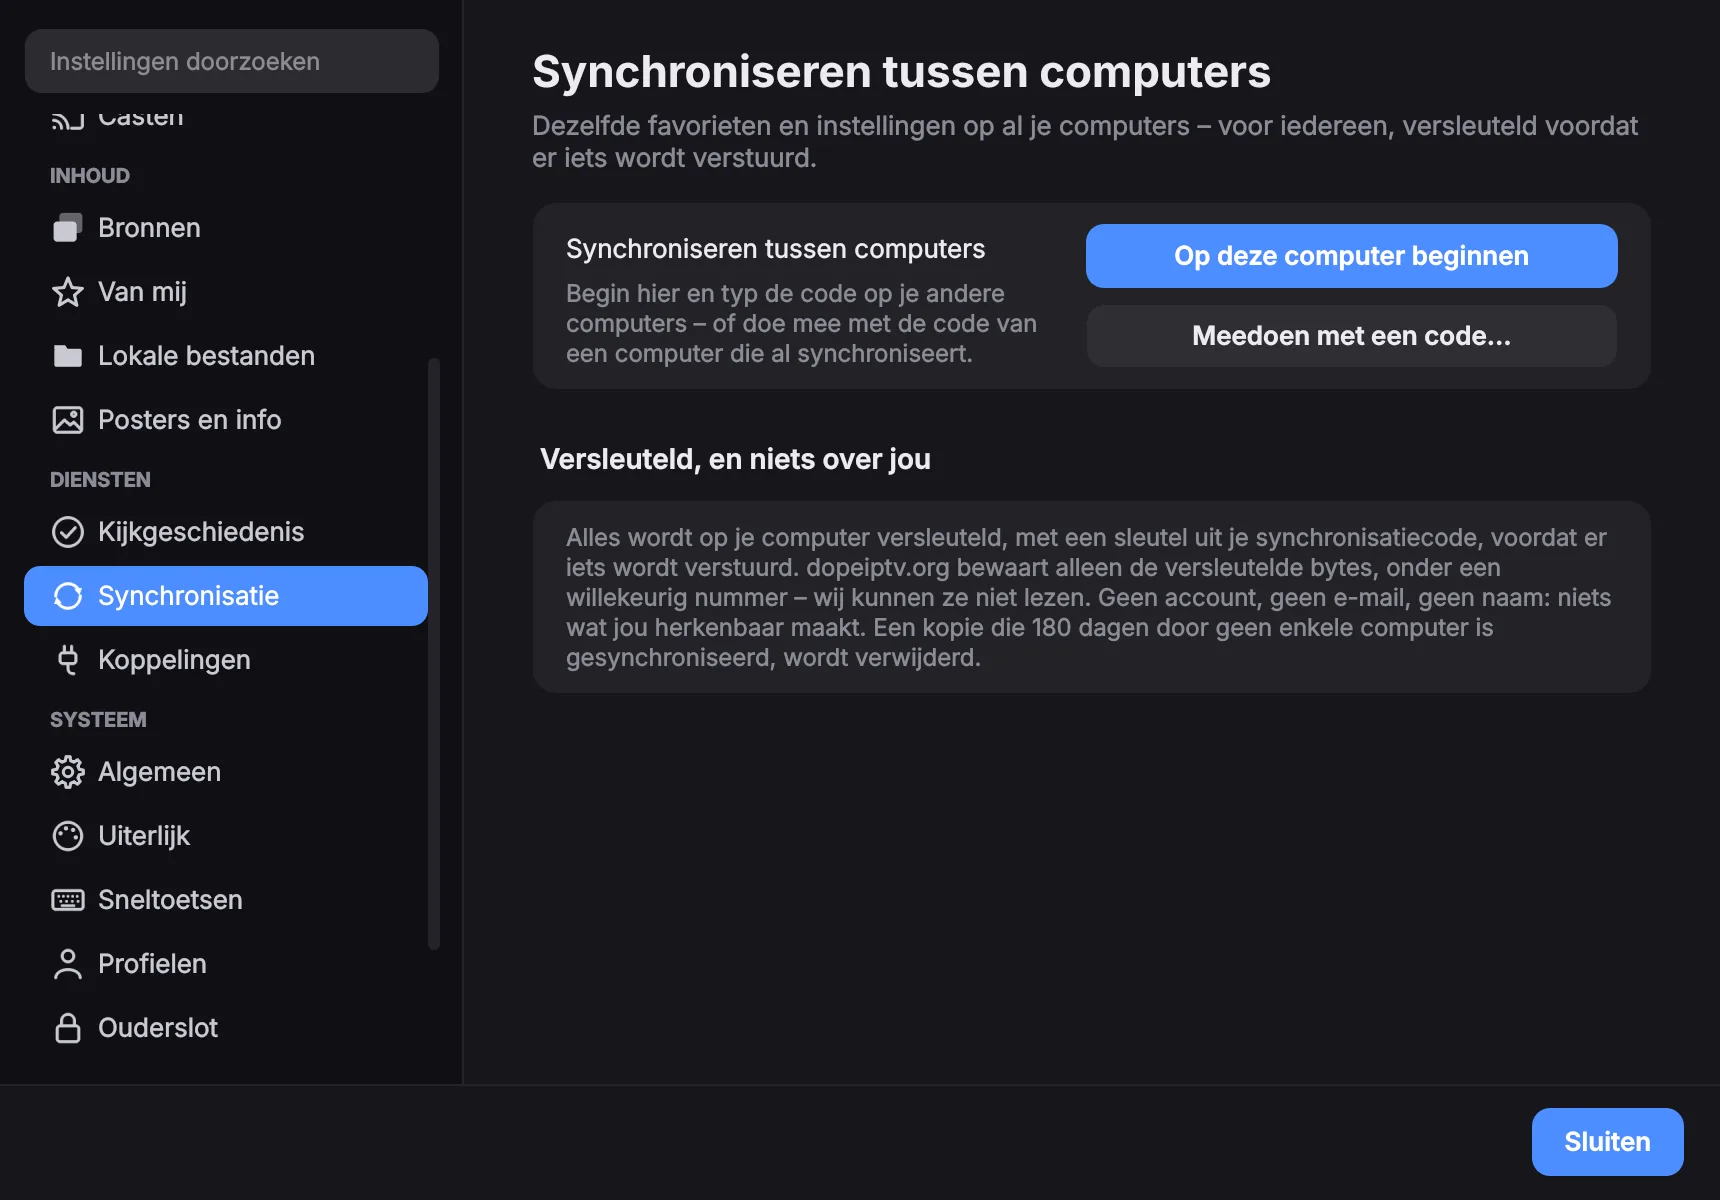 Instellingen doorzoeken
Casten
INHOUD
Bronnen
Van mij
Lokale bestanden
Posters en info
DIENSTEN
Kijkgeschiedenis
Synchronisatie
Koppelingen
SYSTEEM
Algemeen
Uiterlijk
Sneltoetsen
Profielen
Ouderslot
Synchroniseren tussen computers
Dezelfde favorieten en instellingen op al je computers – voor iedereen, versleuteld voordat
er iets wordt verstuurd.
Synchroniseren tussen computers
Begin hier en typ de code op je andere
computers – of doe mee met de code van
een computer die al synchroniseert.
Op deze computer beginnen
Meedoen met een code...
Versleuteld, en niets over jou
Alles wordt op je computer versleuteld, met een sleutel uit je synchronisatiecode, voordat er
iets wordt verstuurd. dopeiptv.org bewaart alleen de versleutelde bytes, onder een
willekeurig nummer – wij kunnen ze niet lezen. Geen account, geen e-mail, geen naam: niets
wat jou herkenbaar maakt. Een kopie die 180 dagen door geen enkele computer is
gesynchroniseerd, wordt verwijderd.
Sluiten